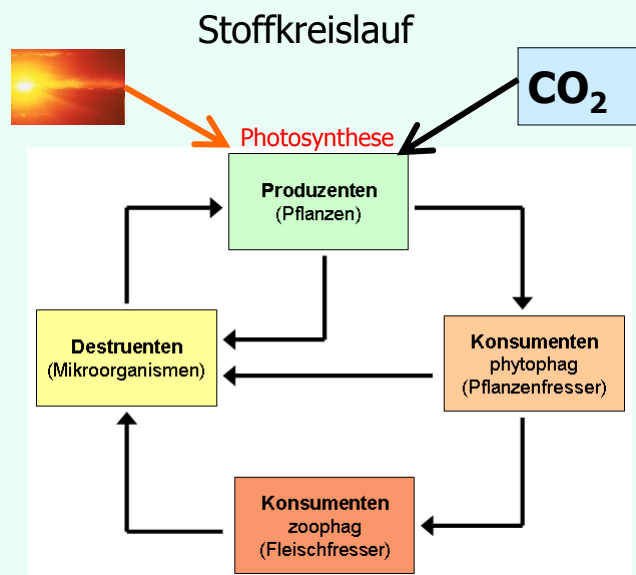 Stoffkreislauf
CO₂
Photosynthese
Produzenten
(Pflanzen)
Destruenten
(Mikroorganismen)
Konsumenten
phytophag
(Pflanzenfresser)
Konsumenten
zoophag
(Fleischfresser)